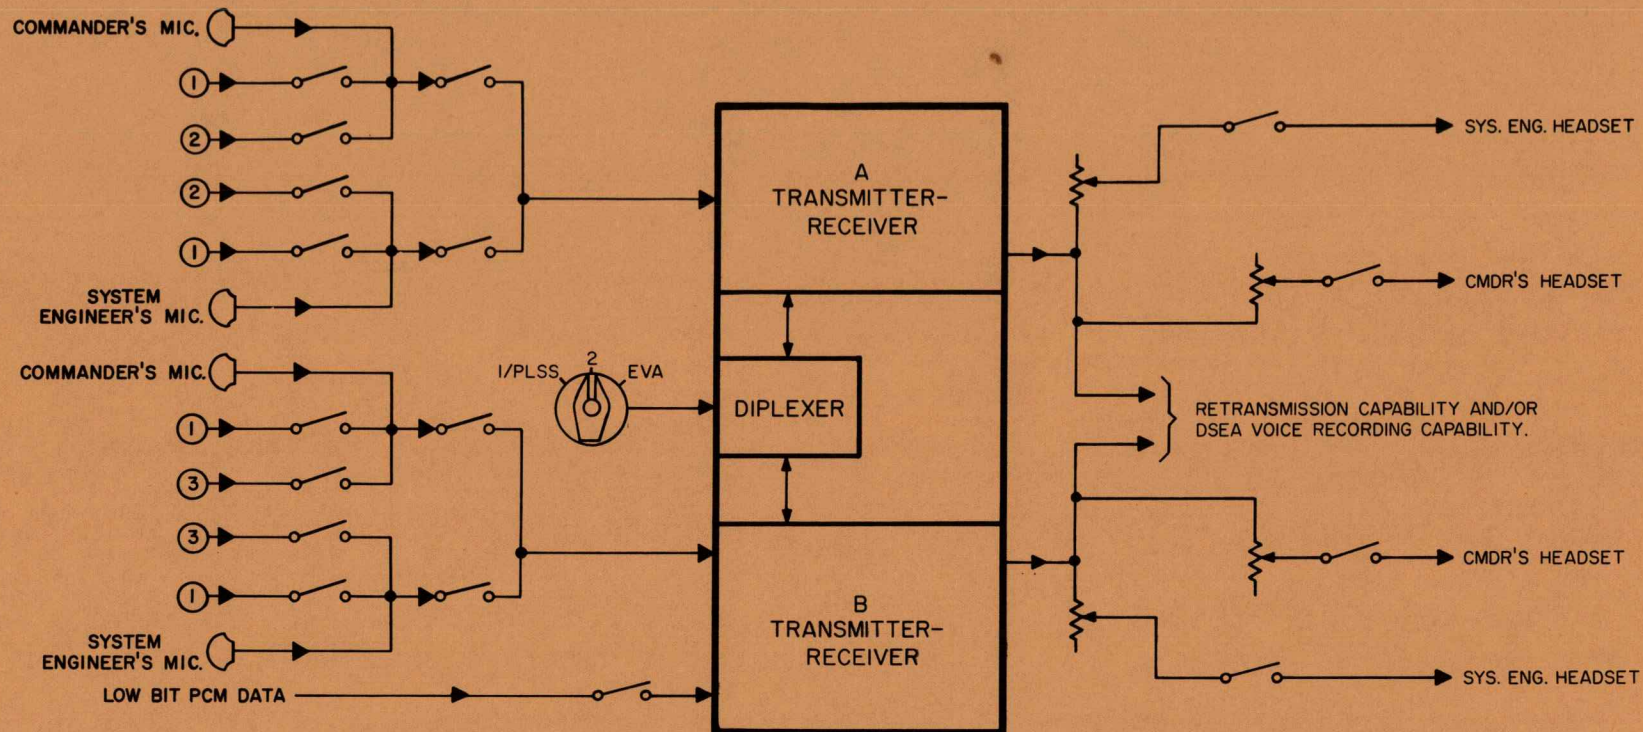 COMMANDER'S MIC.
1
2
2
1
SYSTEM
ENGINEER'S MIC.
COMMANDER'S MIC.
1
3
3
1
SYSTEM
ENGINEER'S MIC.
LOW BIT PCM DATA
1/PLSS
2
EVA
A
TRANSMITTER-
RECEIVER
DIPLEXER
B
TRANSMITTER-
RECEIVER
SYS. ENG. HEADSET
CMDR'S HEADSET
RETRANSMISSION CAPABILITY AND/OR
DSEA VOICE RECORDING CAPABILITY.
CMDR'S HEADSET
SYS. ENG. HEADSET